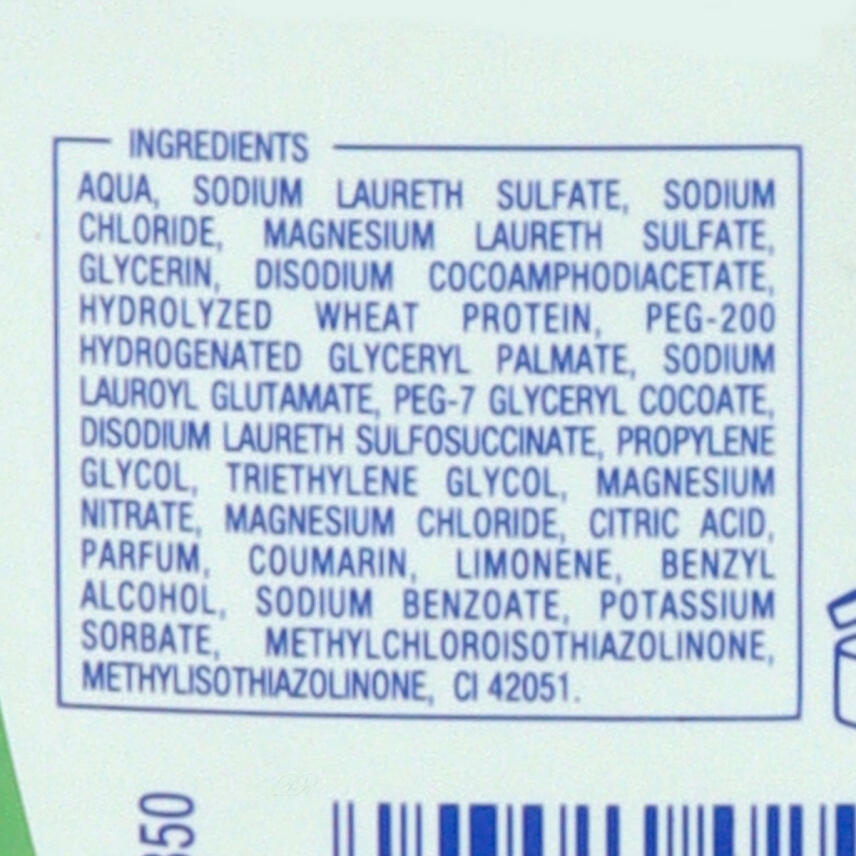 INGREDIENTS
AQUA, SODIUM LAURETH SULFATE, SODIUM
CHLORIDE, MAGNESIUM LAURETH SULFATE,
GLYCERIN, DISODIUM COCOAMPHODIACETATE,
HYDROLYZED WHEAT PROTEIN, PEG-200
HYDROGENATED GLYCERYL PALMATE, SODIUM
LAUROYL GLUTAMATE, PEG-7 GLYCERYL COCOATE,
DISODIUM LAURETH SULFOSUCCINATE, PROPYLENE
GLYCOL, TRIETHYLENE GLYCOL, MAGNESIUM
NITRATE, MAGNESIUM CHLORIDE, CITRIC ACID,
PARFUM, COUMARIN, LIMONENE, BENZYL
ALCOHOL, SODIUM BENZOATE, POTASSIUM
SORBATE, METHYLCHLOROISOTHIAZOLINONE,
METHYLISOTHIAZOLINONE, CI 42051.